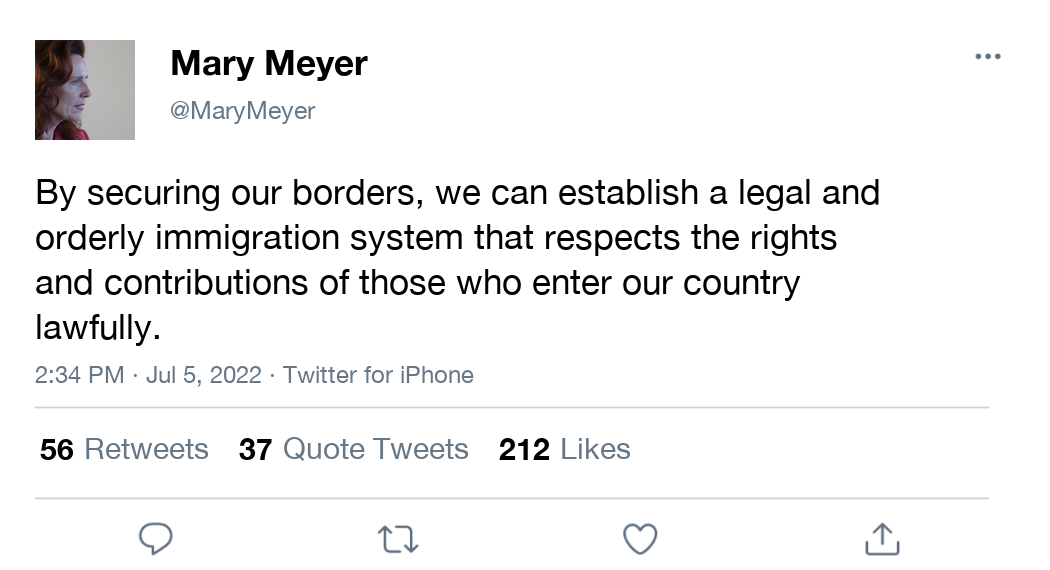 Mary Meyer
@MaryMeyer
By securing our borders, we can establish a legal and
orderly immigration system that respects the rights
and contributions of those who enter our country
lawfully.
2:34 PM · Jul 5, 2022 · Twitter for iPhone
56 Retweets 37 Quote Tweets 212 Likes